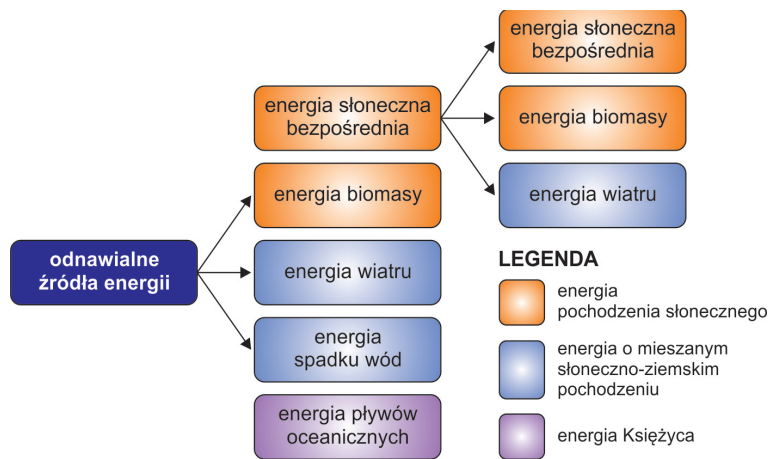 odnawialne
źródła energii
energia słoneczna
bezpośrednia
energia biomasy
energia wiatru
energia
spadku wód
energia pływów
oceanicznych
energia słoneczna
bezpośrednia
energia biomasy
energia wiatru
LEGENDA
energia
pochodzenia słonecznego
energia o mieszanym
słoneczno-ziemskim
pochodzeniu
energia Księżyca